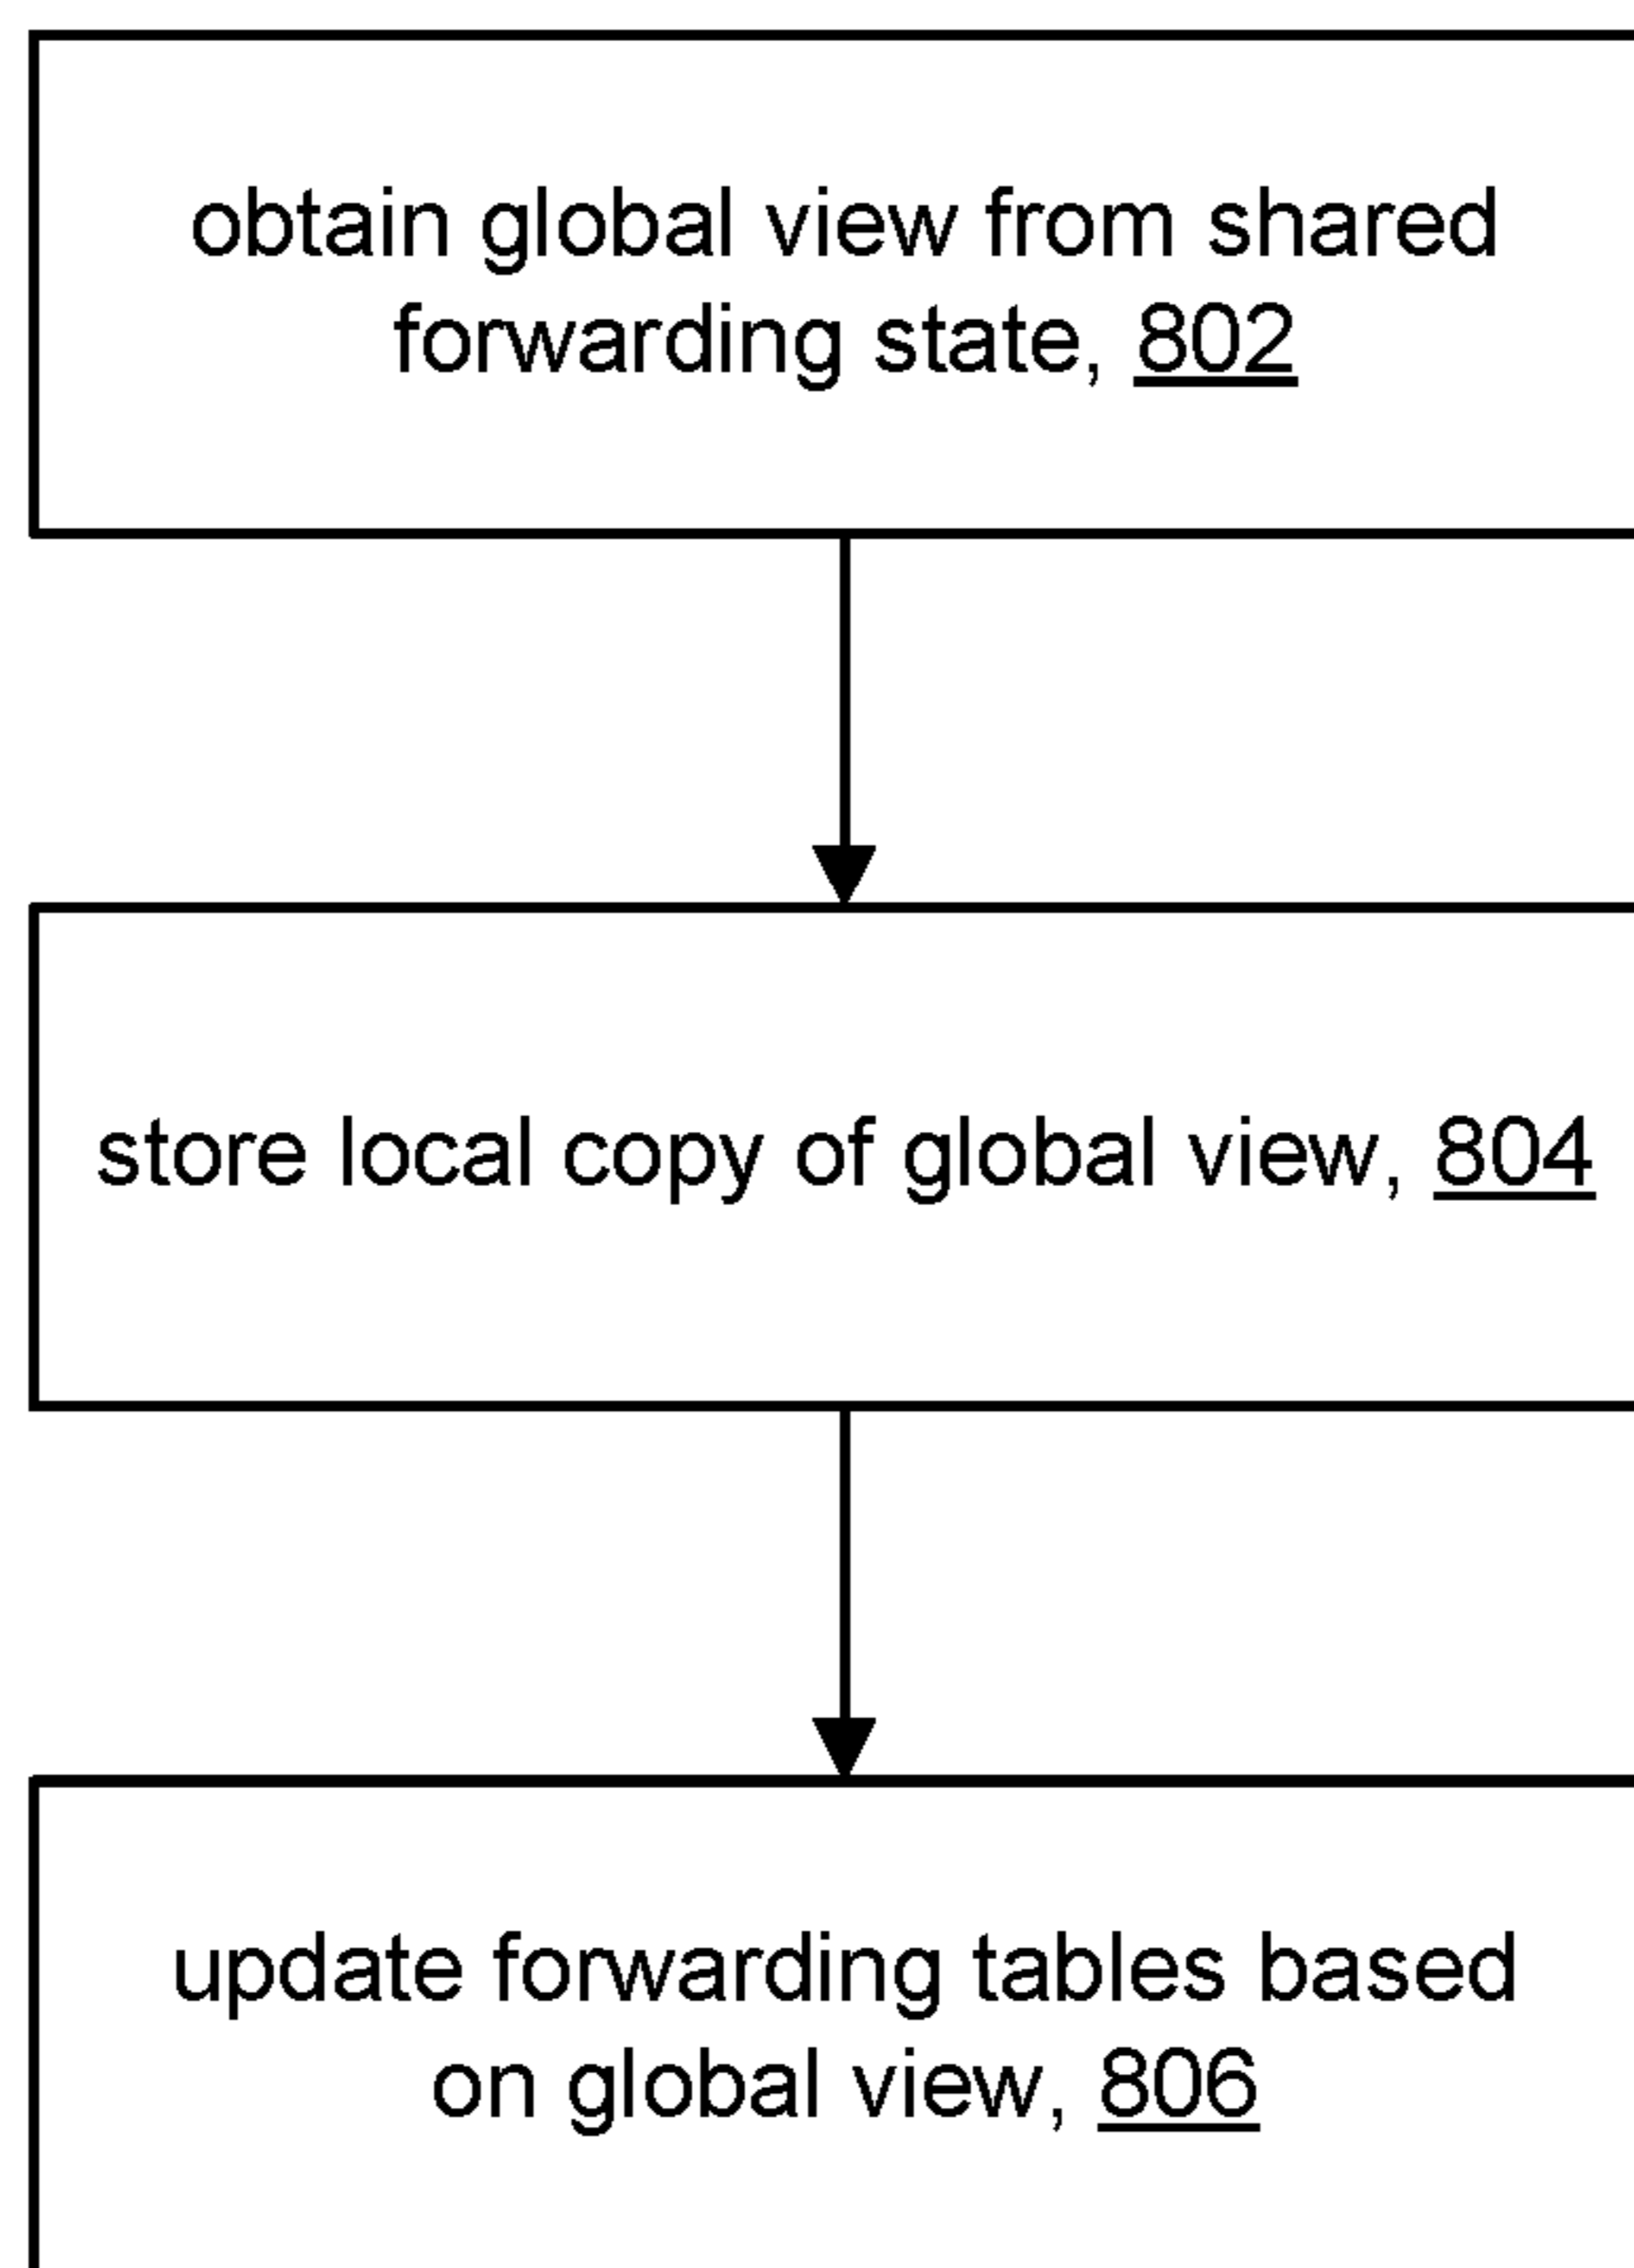 obtain global view from shared
forwarding state, 802
store local copy of global view, 804
update forwarding tables based
on global view, 806